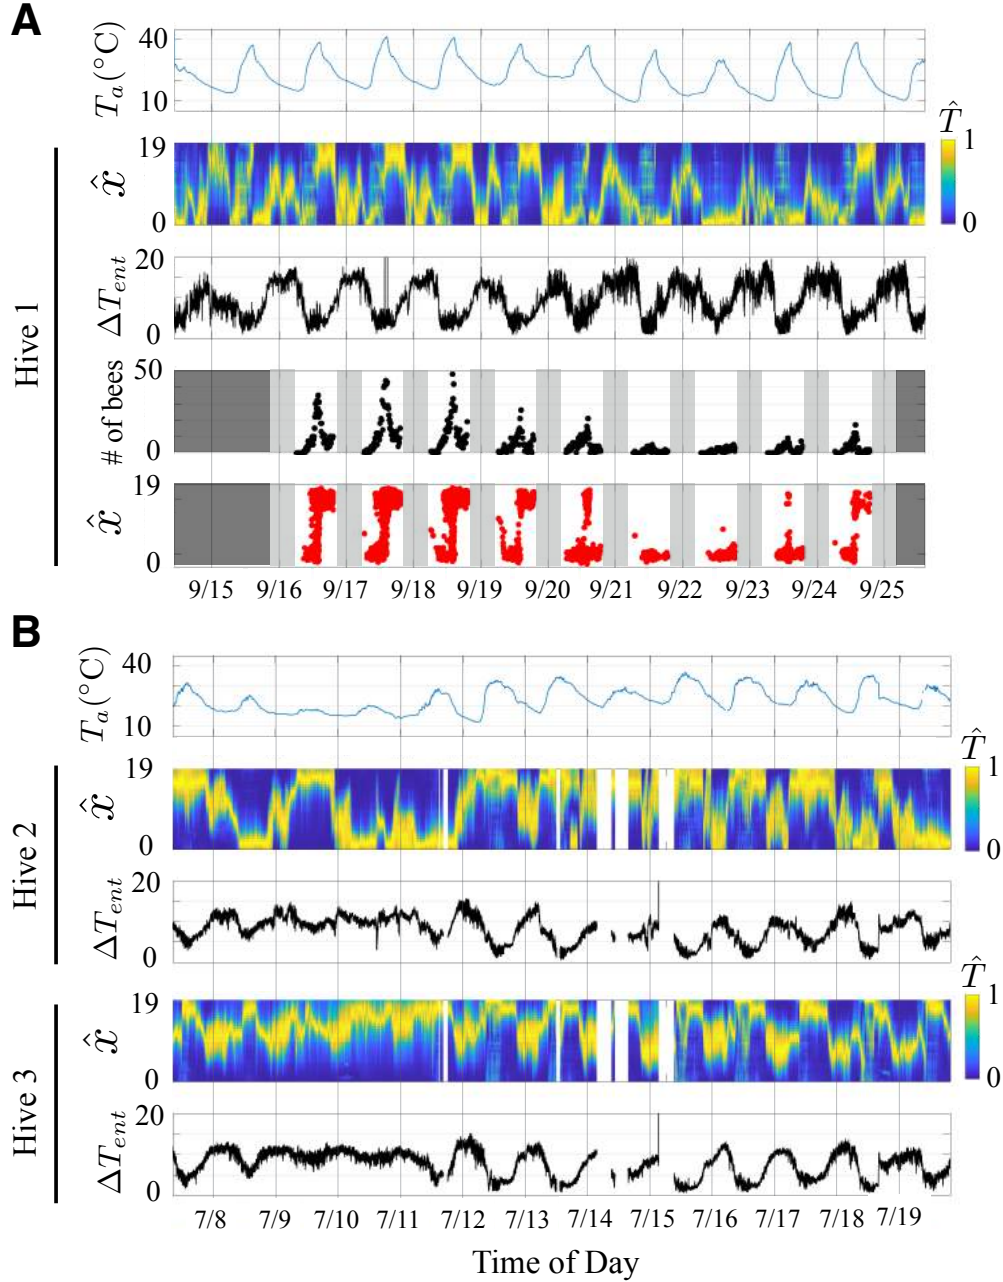 A
T_a(°C)
40
10
x̂
19
0
T̂
1
0
Hive 1
ΔT_ent
20
0
# of bees
50
0
x̂
19
0
9/15 9/16 9/17 9/18 9/19 9/20 9/21 9/22 9/23 9/24 9/25
B
T_a(°C)
40
10
Hive 2
x̂
19
0
T̂
1
0
ΔT_ent
20
0
Hive 3
x̂
19
0
T̂
1
0
ΔT_ent
20
0
7/8 7/9 7/10 7/11 7/12 7/13 7/14 7/15 7/16 7/17 7/18 7/19
Time of Day